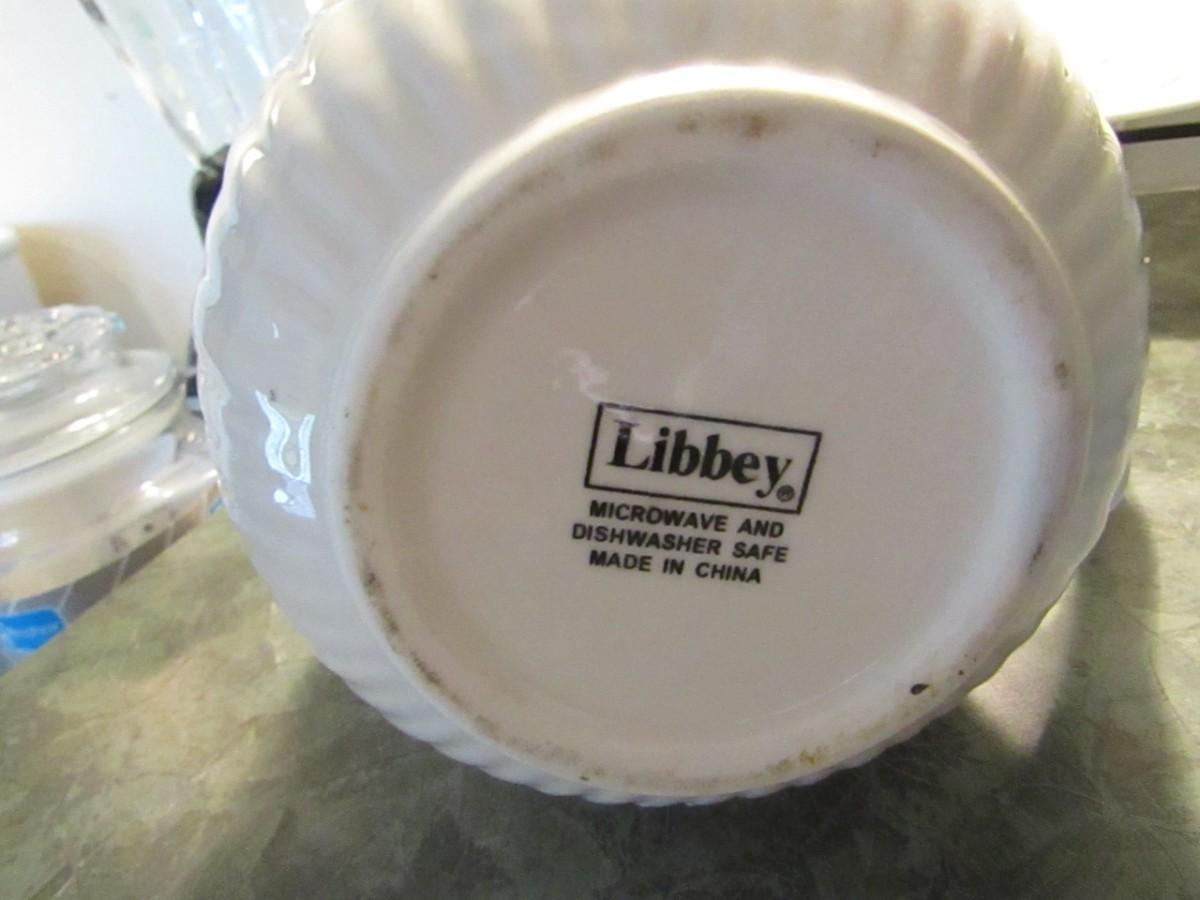 Libbey®
MICROWAVE AND
DISHWASHER SAFE
MADE IN CHINA